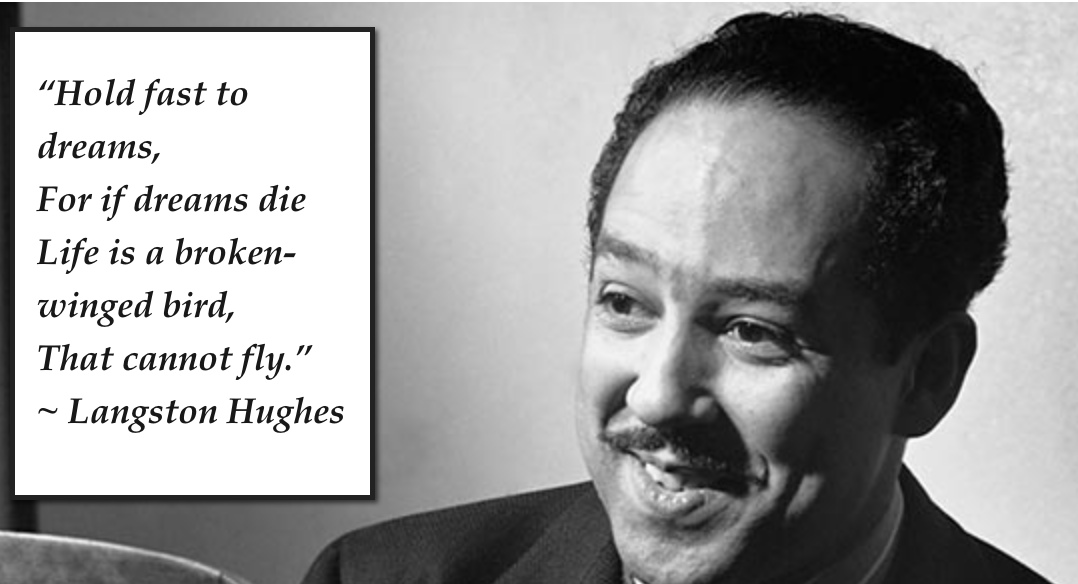 “Hold fast to
dreams,
For if dreams die
Life is a broken-
winged bird,
That cannot fly.”
~ Langston Hughes